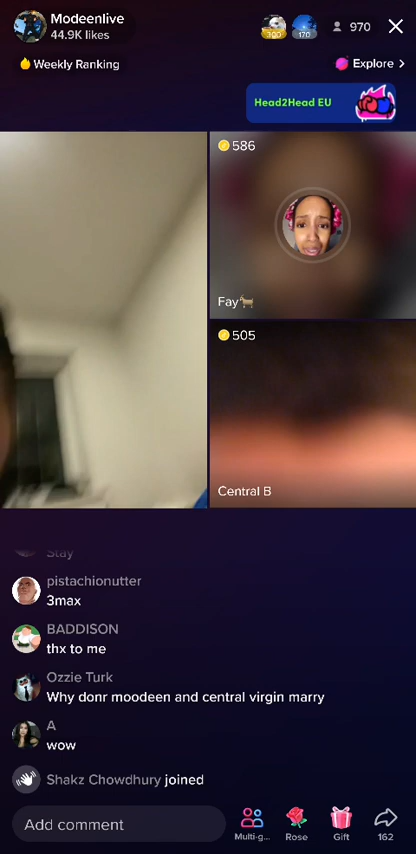 Modeenlive
44.9K likes
300
170
970
Weekly Ranking
Explore
Head2Head EU
586
Fay
505
Central B
Stay
pistachionutter
3max
BADDISON
thx to me
Ozzie Turk
Why donr moodeen and central virgin marry
A
wow
Shakz Chowdhury joined
Add comment
Multi-g...
Rose
Gift
162